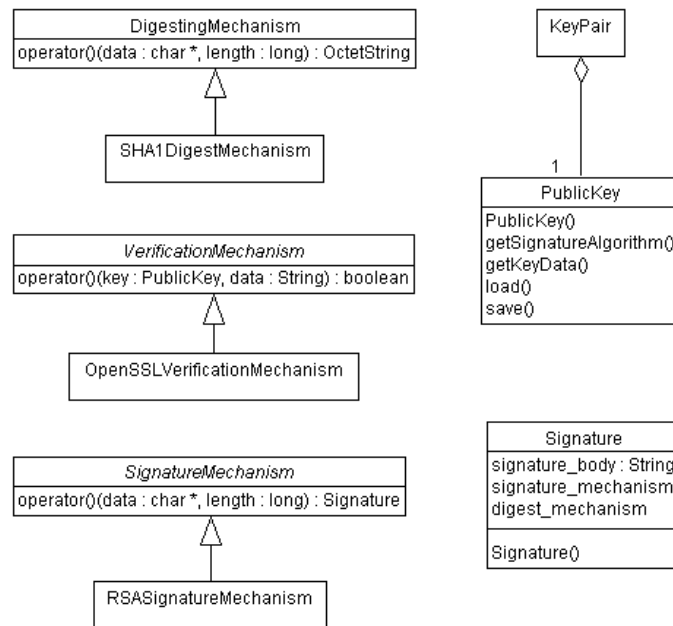 DigestingMechanism
operator()(data : char *, length : long) : OctetString
SHA1DigestMechanism
VerificationMechanism
operator()(key : PublicKey, data : String) : boolean
OpenSSLVerificationMechanism
SignatureMechanism
operator()(data : char *, length : long) : Signature
RSASignatureMechanism
KeyPair
1
PublicKey
PublicKey()
getSignatureAlgorithm()
getKeyData()
load()
save()
Signature
signature_body : String
signature_mechanism
digest_mechanism
Signature()